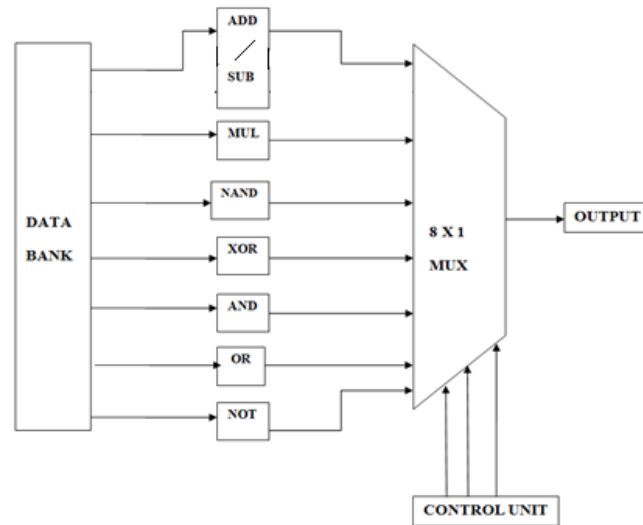 ADD
/
SUB
MUL
NAND
DATA
BANK
XOR
8 X 1
MUX
OUTPUT
AND
OR
NOT
CONTROL UNIT